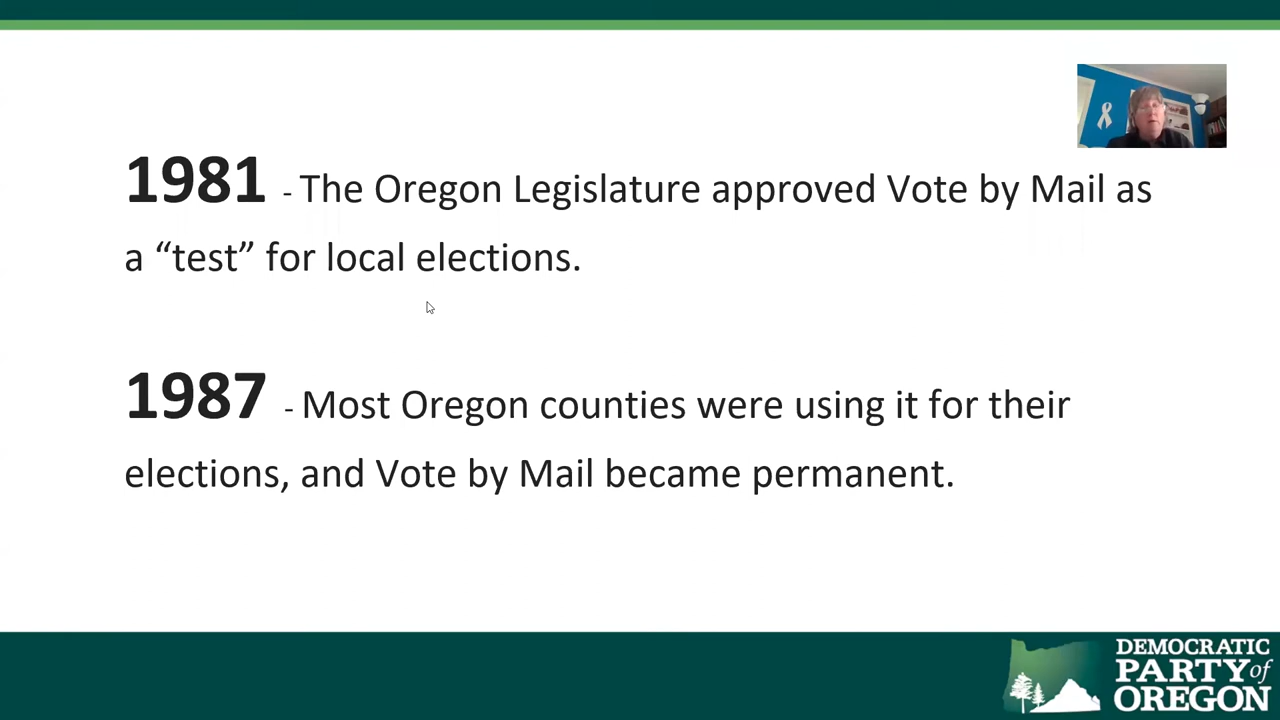 1981 - The Oregon Legislature approved Vote by Mail as
a “test” for local elections.
1987 - Most Oregon counties were using it for their
elections, and Vote by Mail became permanent.
DEMOCRATIC
PARTY of
OREGON